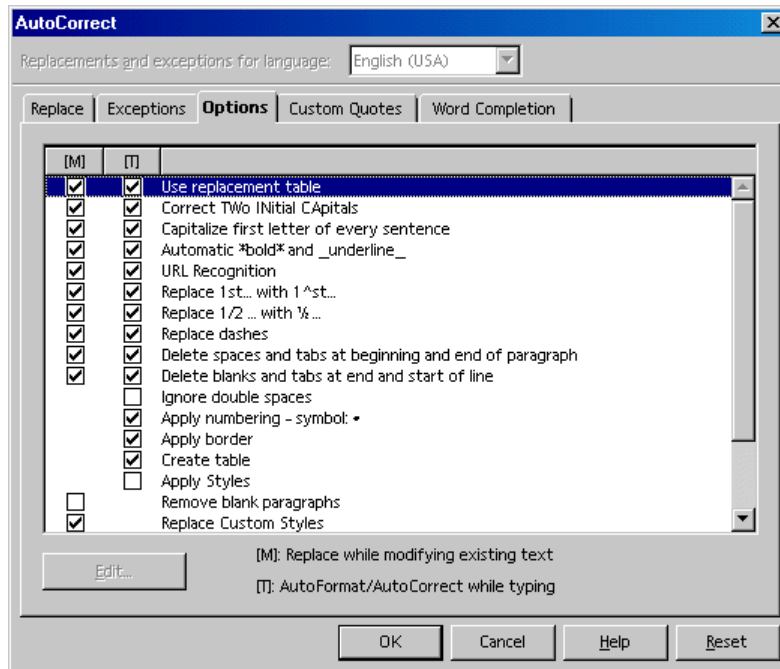 AutoCorrect
Replacements and exceptions for language: English (USA)
Replace Exceptions Options Custom Quotes Word Completion
[M] [T]
Use replacement table
Correct TWo INitial CApitals
Capitalize first letter of every sentence
Automatic *bold* and _underline_
URL Recognition
Replace 1st... with 1^st...
Replace 1/2 ... with ½ ...
Replace dashes
Delete spaces and tabs at beginning and end of paragraph
Delete blanks and tabs at end and start of line
Ignore double spaces
Apply numbering - symbol: •
Apply border
Create table
Apply Styles
Remove blank paragraphs
Replace Custom Styles
Edit... [M]: Replace while modifying existing text
[T]: AutoFormat/AutoCorrect while typing
OK Cancel Help Reset